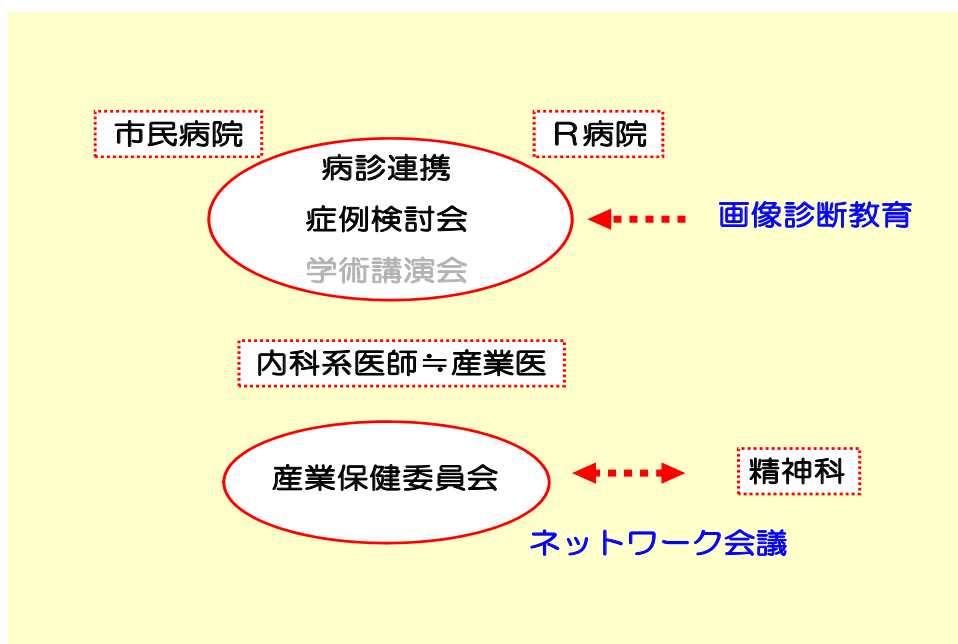 市民病院
Ｒ病院
病診連携
症例検討会
学術講演会
画像診断教育
内科系医師≒産業医
産業保健委員会
精神科
ネットワーク会議